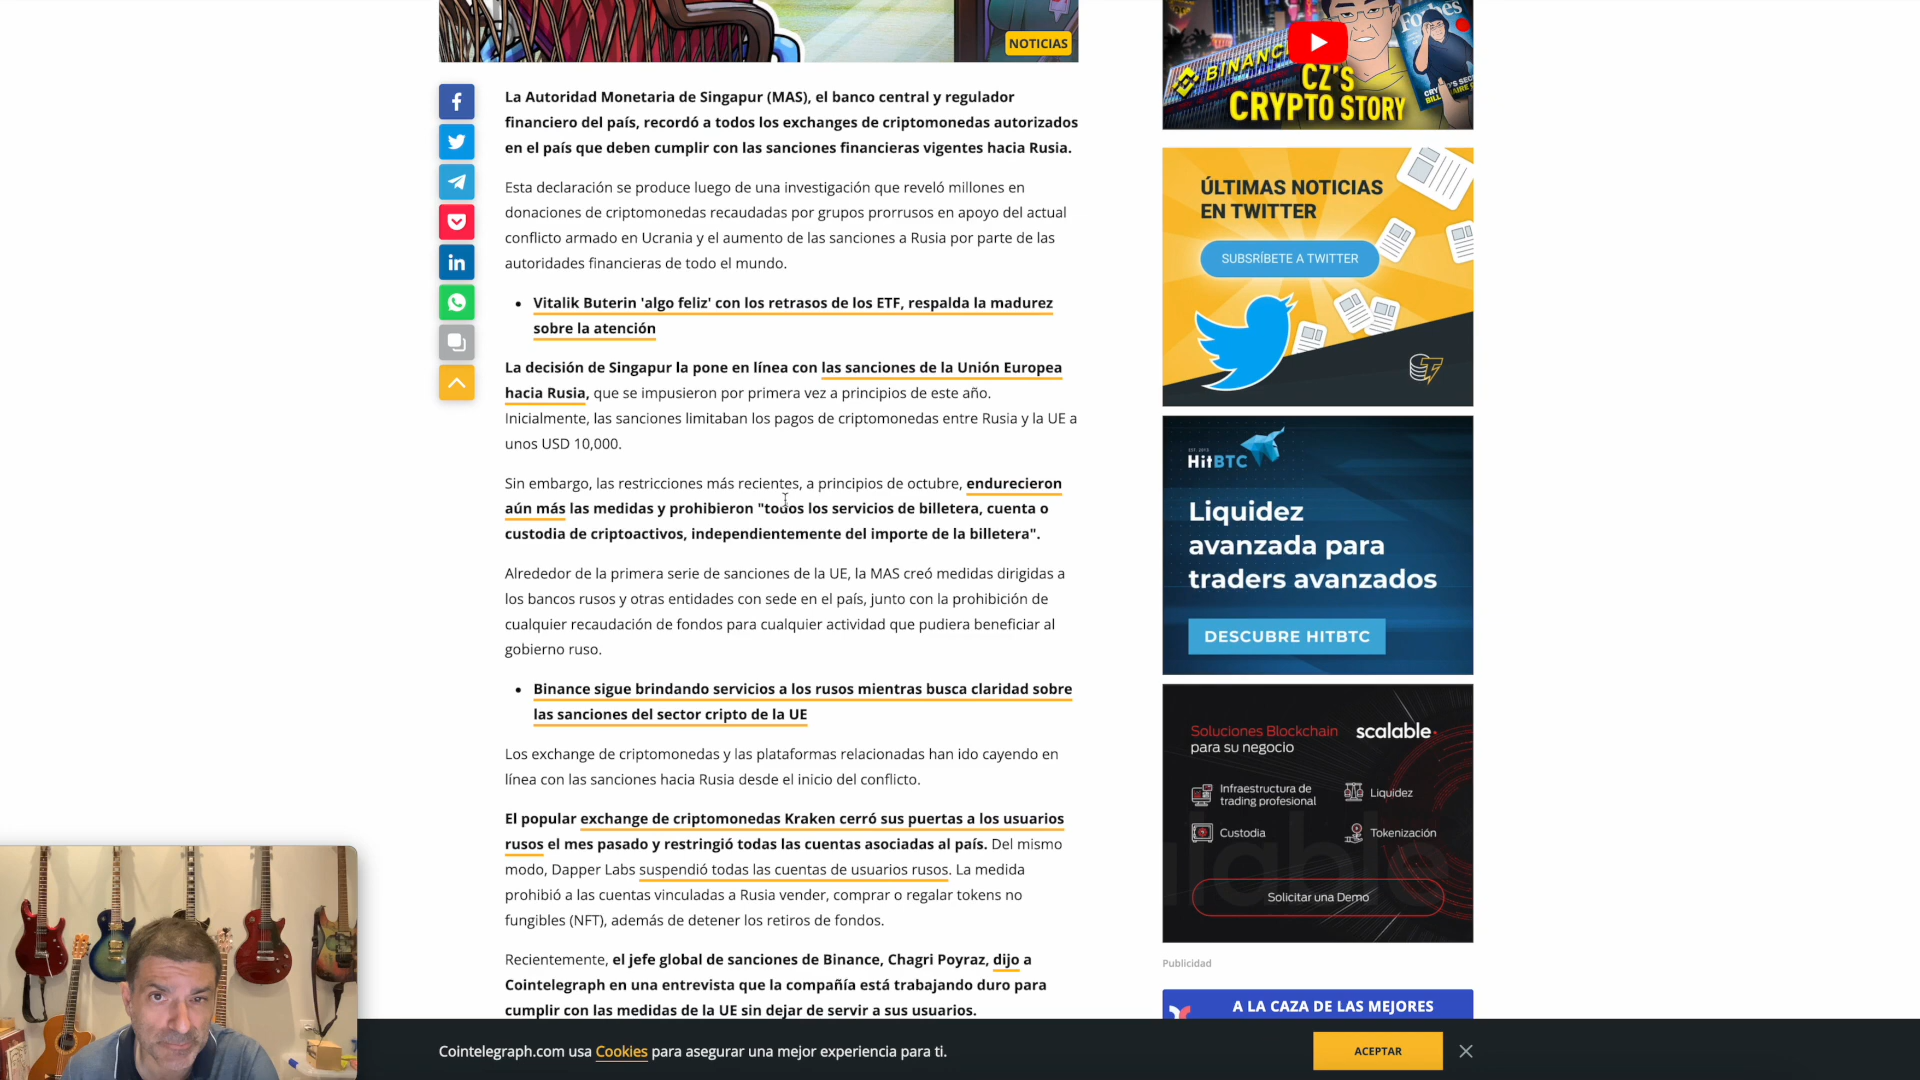 NOTICIAS
La Autoridad Monetaria de Singapur (MAS), el banco central y regulador
financiero del país, recordó a todos los exchanges de criptomonedas autorizados
en el país que deben cumplir con las sanciones financieras vigentes hacia Rusia.
Esta declaración se produce luego de una investigación que reveló millones en
donaciones de criptomonedas recaudadas por grupos prorrusos en apoyo del actual
conflicto armado en Ucrania y el aumento de las sanciones a Rusia por parte de las
autoridades financieras de todo el mundo.
• Vitalik Buterin 'algo feliz' con los retrasos de los ETF, respalda la madurez
sobre la atención
La decisión de Singapur la pone en línea con las sanciones de la Unión Europea
hacia Rusia, que se impusieron por primera vez a principios de este año.
Inicialmente, las sanciones limitaban los pagos de criptomonedas entre Rusia y la UE a
unos USD 10,000.
Sin embargo, las restricciones más recientes, a principios de octubre, endurecieron
aún más las medidas y prohibieron "todos los servicios de billetera, cuenta o
custodia de criptoactivos, independientemente del importe de la billetera".
Alrededor de la primera serie de sanciones de la UE, la MAS creó medidas dirigidas a
los bancos rusos y otras entidades con sede en el país, junto con la prohibición de
cualquier recaudación de fondos para cualquier actividad que pudiera beneficiar al
gobierno ruso.
• Binance sigue brindando servicios a los rusos mientras busca claridad sobre
las sanciones del sector cripto de la UE
Los exchange de criptomonedas y las plataformas relacionadas han ido cayendo en
línea con las sanciones hacia Rusia desde el inicio del conflicto.
El popular exchange de criptomonedas Kraken cerró sus puertas a los usuarios
rusos el mes pasado y restringió todas las cuentas asociadas al país. Del mismo
modo, Dapper Labs suspendió todas las cuentas de usuarios rusos. La medida
prohibió a las cuentas vinculadas a Rusia vender, comprar o regalar tokens no
fungibles (NFT), además de detener los retiros de fondos.
Recientemente, el jefe global de sanciones de Binance, Chagri Poyraz, dijo a
Cointelegraph en una entrevista que la compañía está trabajando duro para
cumplir con las medidas de la UE sin dejar de servir a sus usuarios.
Forbes
BINANCE
CZ'S
CRYPTO STORY
ÚLTIMAS NOTICIAS
EN TWITTER
SUBSRÍBETE A TWITTER
HitBTC
Liquidez
avanzada para
traders avanzados
DESCUBRE HITBTC
Soluciones Blockchain
para su negocio
scalable
Infraestructura de
trading profesional
Liquidez
Custodia
Tokenización
Solicitar una Demo
Publicidad
A LA CAZA DE LAS MEJORES
Cointelegraph.com usa Cookies para asegurar una mejor experiencia para ti.
ACEPTAR